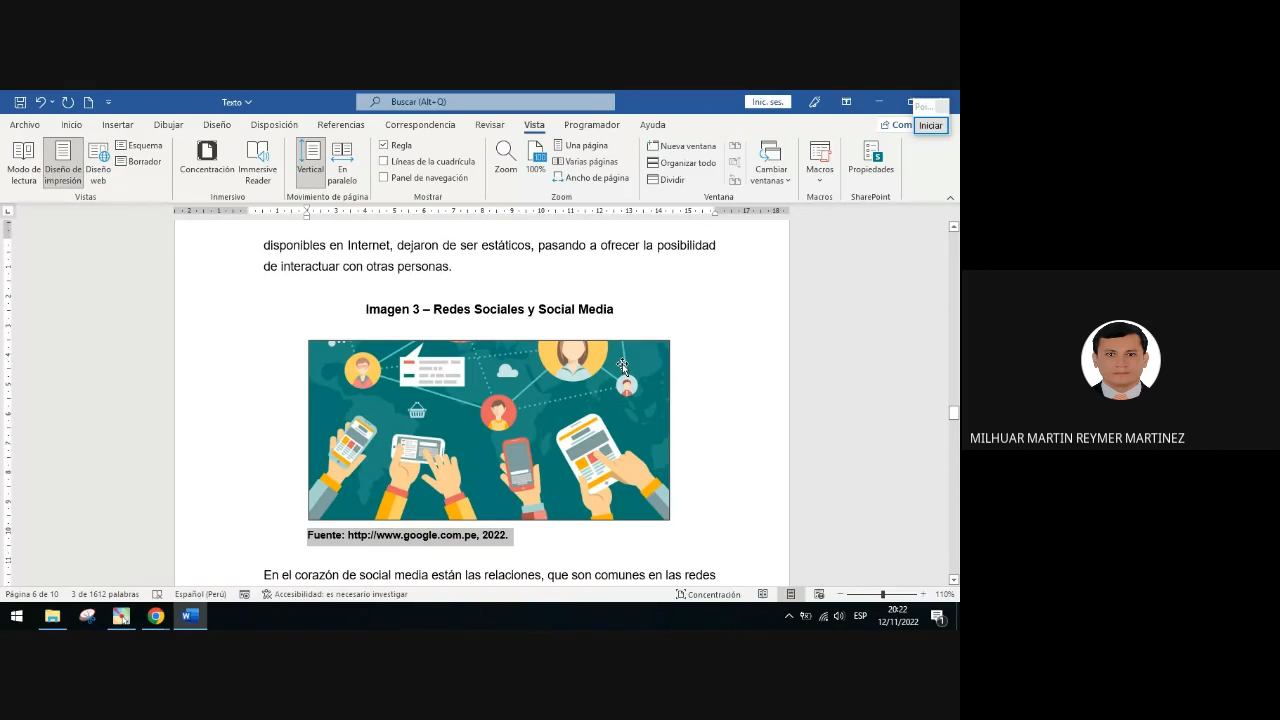 Texto
Buscar (Alt+Q)
Inic. ses.
Pos...
Archivo Inicio Insertar Dibujar Diseño Disposición Referencias Correspondencia Revisar Vista Programador Ayuda Com Iniciar
Modo de lectura
Diseño de impresión
Diseño web
Esquema
Borrador
Vistas
Concentración
Immersive Reader
Inmersivo
Vertical
En paralelo
Movimiento de página
Regla
Líneas de la cuadrícula
Panel de navegación
Mostrar
Zoom
100%
Una página
Varias páginas
Ancho de página
Zoom
Nueva ventana
Organizar todo
Dividir
Cambiar ventanas
Ventana
Macros
Macros
Propiedades
SharePoint
disponibles en Internet, dejaron de ser estáticos, pasando a ofrecer la posibilidad
de interactuar con otras personas.
Imagen 3 – Redes Sociales y Social Media
Fuente: http://www.google.com.pe, 2022.
En el corazón de social media están las relaciones, que son comunes en las redes
Página 6 de 10 3 de 1612 palabras Español (Perú) Accesibilidad: es necesario investigar Concentración 110%
ESP
20:22
12/11/2022
MILHUAR MARTIN REYMER MARTINEZ